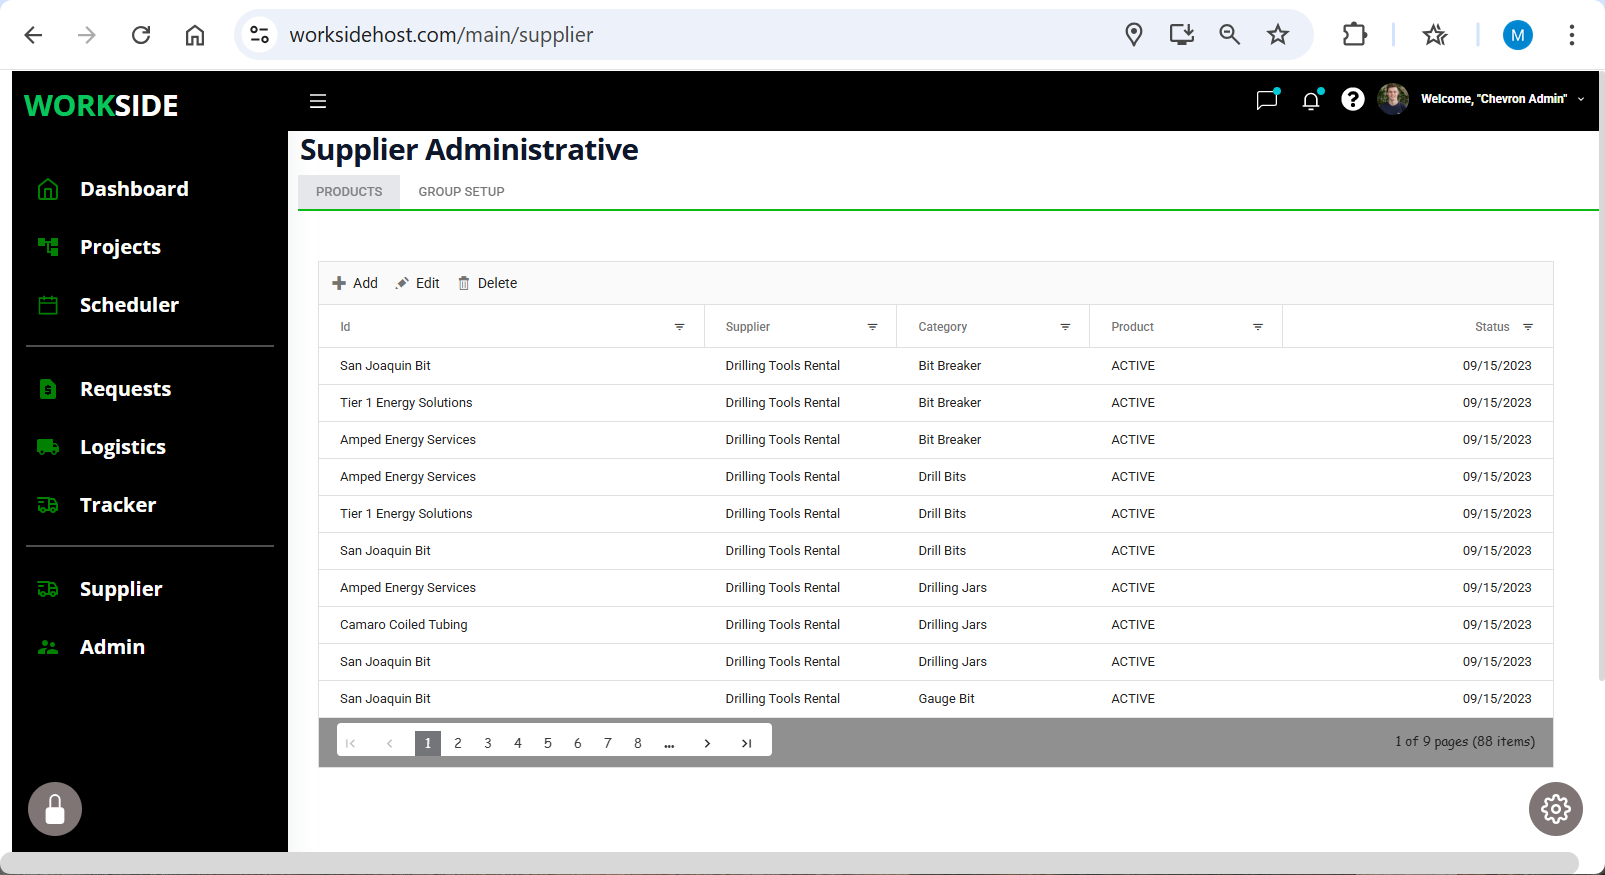 worksidehost.com/main/supplier
M
WORKSIDE
Welcome, "Chevron Admin"
Supplier Administrative
PRODUCTS GROUP SETUP
Dashboard
Projects
Scheduler
Requests
Logistics
Tracker
Supplier
Admin
Add Edit Delete
Id Supplier Category Product Status
San Joaquin Bit Drilling Tools Rental Bit Breaker ACTIVE 09/15/2023
Tier 1 Energy Solutions Drilling Tools Rental Bit Breaker ACTIVE 09/15/2023
Amped Energy Services Drilling Tools Rental Bit Breaker ACTIVE 09/15/2023
Amped Energy Services Drilling Tools Rental Drill Bits ACTIVE 09/15/2023
Tier 1 Energy Solutions Drilling Tools Rental Drill Bits ACTIVE 09/15/2023
San Joaquin Bit Drilling Tools Rental Drill Bits ACTIVE 09/15/2023
Amped Energy Services Drilling Tools Rental Drilling Jars ACTIVE 09/15/2023
Camaro Coiled Tubing Drilling Tools Rental Drilling Jars ACTIVE 09/15/2023
San Joaquin Bit Drilling Tools Rental Drilling Jars ACTIVE 09/15/2023
San Joaquin Bit Drilling Tools Rental Gauge Bit ACTIVE 09/15/2023
1 2 3 4 5 6 7 8 ... 1 of 9 pages (88 items)